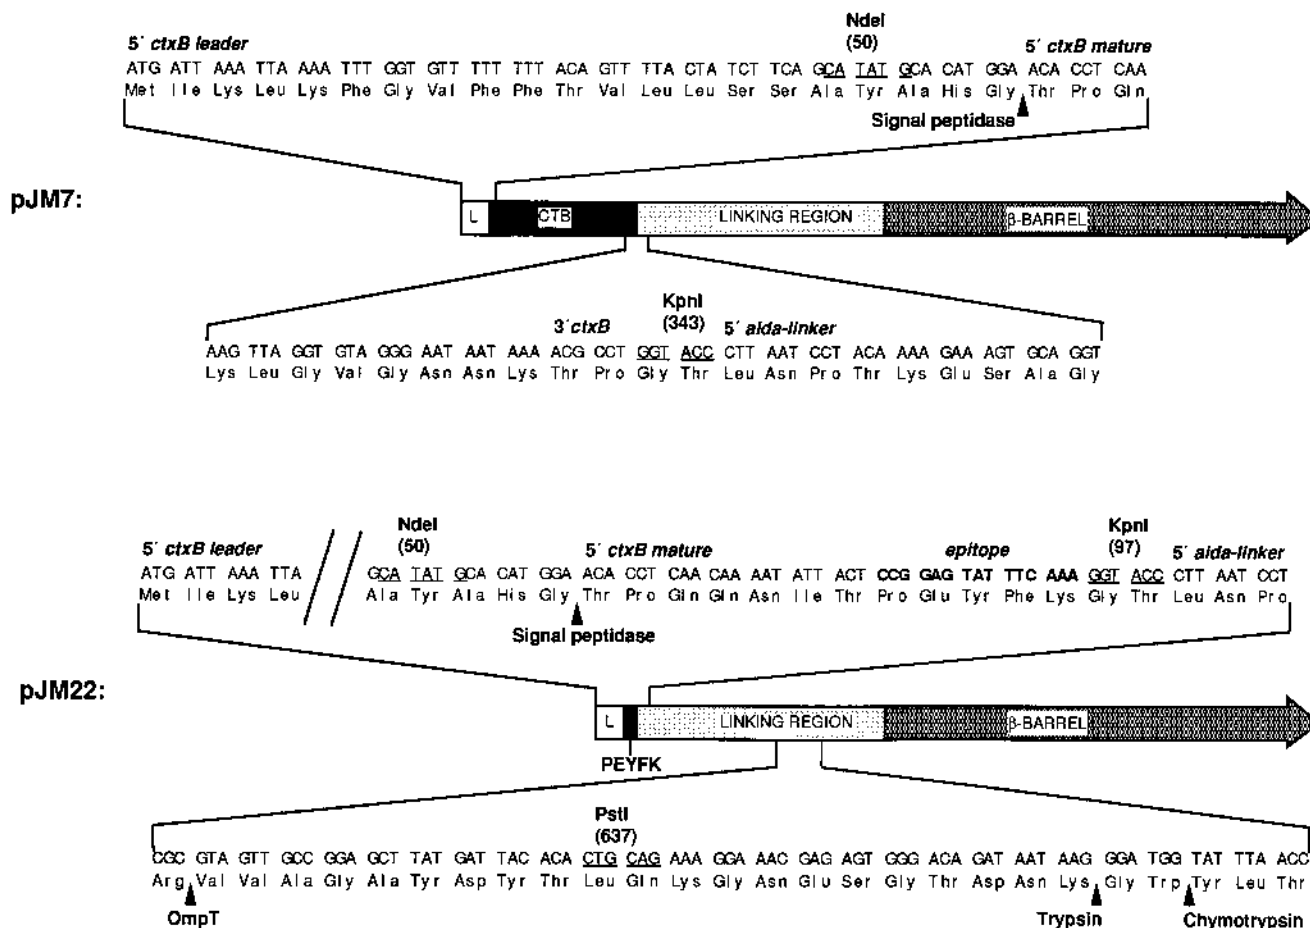 NdeI
5´ ctxB leader (50) 5´ ctxB mature
ATG ATT AAA TTA AAA TTT GGT GTT TTT TTT ACA GTT TTA CTA TCT TCA GCA TAT GCA CAT GGA ACA CCT CAA
Met Ile Lys Leu Lys Phe Gly Val Phe Phe Thr Val Leu Leu Ser Ser Ala Tyr Ala His Gly Thr Pro Gln
Signal peptidase
pJM7:
L CTB LINKING REGION β-BARREL
KpnI
3´ctxB (343) 5´ aida-linker
AAG TTA GGT GTA GGG AAT AAT AAA ACG CCT GGT ACC CTT AAT CCT ACA AAA GAA AGT GCA GGT
Lys Leu Gly Val Gly Asn Asn Lys Thr Pro Gly Thr Leu Asn Pro Thr Lys Glu Ser Ala Gly
NdeI KpnI
5´ ctxB leader (50) 5´ ctxB mature epitope (97) 5´ aida-linker
ATG ATT AAA TTA GCA TAT GCA CAT GGA ACA CCT CAA CAA AAT ATT ACT CCG GAG TAT TTC AAA GGT ACC CTT AAT CCT
Met Ile Lys Leu Ala Tyr Ala His Gly Thr Pro Gln Gln Asn Ile Thr Pro Glu Tyr Phe Lys Gly Thr Leu Asn Pro
Signal peptidase
pJM22:
L LINKING REGION β-BARREL
PEYFK
PstI
(637)
CGC GTA GTT GCC GGA GCT TAT GAT TAC ACA CTG CAG AAA GGA AAC GAG AGT GGG ACA GAT AAT AAG GGA TGG TAT TTA ACC
Arg Val Val Ala Gly Ala Tyr Asp Tyr Thr Leu Gln Lys Gly Asn Glu Ser Gly Thr Asp Asn Lys Gly Trp Tyr Leu Thr
OmpT Trypsin Chymotrypsin